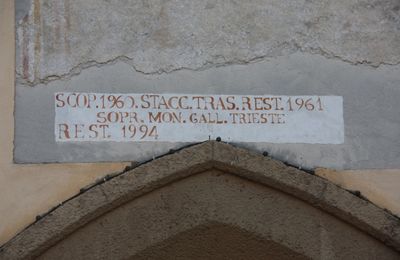 SCOP. 1960. STACC. TRAS. REST. 1961
SOPR. MON. GALL. TRIESTE
REST. 1994